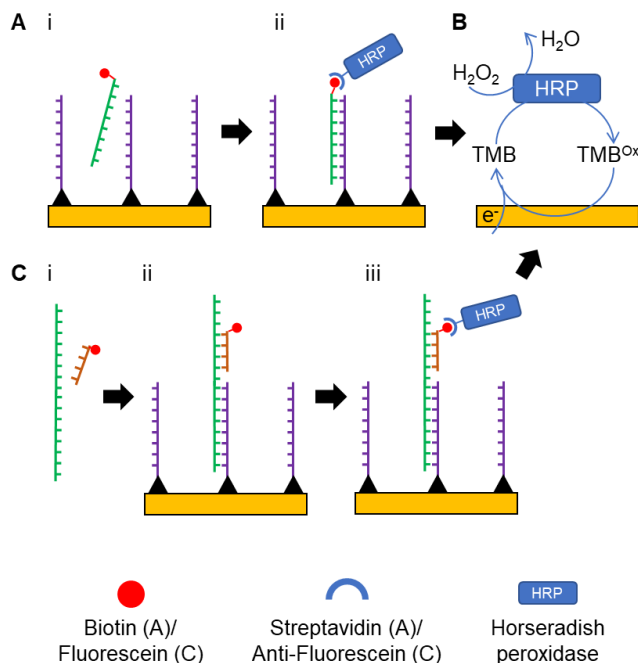 A i ii B
HRP
H₂O
H₂O₂
HRP
TMB TMBᴼˣ
e⁻
C i ii iii
HRP
HRP
Biotin (A)/ Streptavidin (A)/ Horseradish
Fluorescein (C) Anti-Fluorescein (C) peroxidase